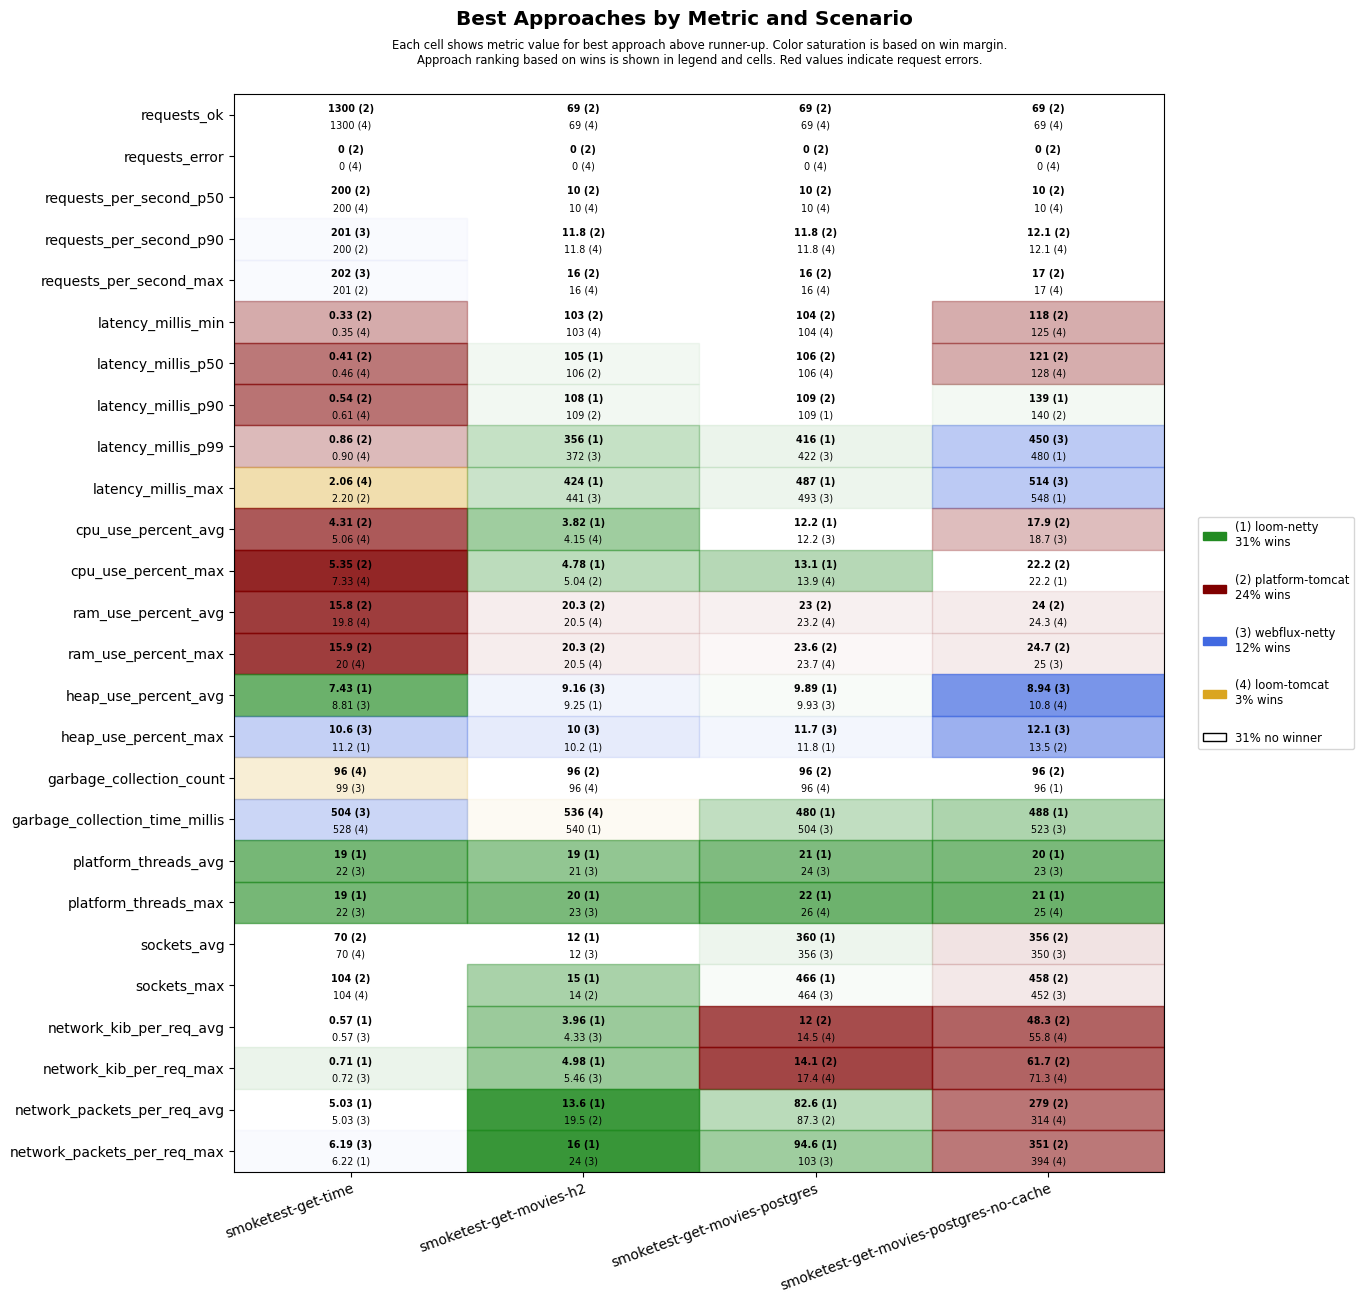 Best Approaches by Metric and Scenario
Each cell shows metric value for best approach above runner-up. Color saturation is based on win margin.
Approach ranking based on wins is shown in legend and cells. Red values indicate request errors.
requests_ok
1300 (2) 69 (2) 69 (2) 69 (2)
1300 (4) 69 (4) 69 (4) 69 (4)
requests_error
0 (2) 0 (2) 0 (2) 0 (2)
0 (4) 0 (4) 0 (4) 0 (4)
requests_per_second_p50
200 (2) 10 (2) 10 (2) 10 (2)
200 (4) 10 (4) 10 (4) 10 (4)
requests_per_second_p90
201 (3) 11.8 (2) 11.8 (2) 12.1 (2)
200 (2) 11.8 (4) 11.8 (4) 12.1 (4)
requests_per_second_max
202 (3) 16 (2) 16 (2) 17 (2)
201 (2) 16 (4) 16 (4) 17 (4)
latency_millis_min
0.33 (2) 103 (2) 104 (2) 118 (2)
0.35 (4) 103 (4) 104 (4) 125 (4)
latency_millis_p50
0.41 (2) 105 (1) 106 (2) 121 (2)
0.46 (4) 106 (2) 106 (4) 128 (4)
latency_millis_p90
0.54 (2) 108 (1) 109 (2) 139 (1)
0.61 (4) 109 (2) 109 (1) 140 (2)
latency_millis_p99
0.86 (2) 356 (1) 416 (1) 450 (3)
0.90 (4) 372 (3) 422 (3) 480 (1)
latency_millis_max
2.06 (4) 424 (1) 487 (1) 514 (3)
2.20 (2) 441 (3) 493 (3) 548 (1)
cpu_use_percent_avg
4.31 (2) 3.82 (1) 12.2 (1) 17.9 (2)
5.06 (4) 4.15 (4) 12.2 (3) 18.7 (3)
cpu_use_percent_max
5.35 (2) 4.78 (1) 13.1 (1) 22.2 (2)
7.33 (4) 5.04 (2) 13.9 (4) 22.2 (1)
ram_use_percent_avg
15.8 (2) 20.3 (2) 23 (2) 24 (2)
19.8 (4) 20.5 (4) 23.2 (4) 24.3 (4)
ram_use_percent_max
15.9 (2) 20.3 (2) 23.6 (2) 24.7 (2)
20 (4) 20.5 (4) 23.7 (4) 25 (3)
heap_use_percent_avg
7.43 (1) 9.16 (3) 9.89 (1) 8.94 (3)
8.81 (3) 9.25 (1) 9.93 (3) 10.8 (4)
heap_use_percent_max
10.6 (3) 10 (3) 11.7 (3) 12.1 (3)
11.2 (1) 10.2 (1) 11.8 (1) 13.5 (2)
garbage_collection_count
96 (4) 96 (2) 96 (2) 96 (2)
99 (3) 96 (4) 96 (4) 96 (1)
garbage_collection_time_millis
504 (3) 536 (4) 480 (1) 488 (1)
528 (4) 540 (1) 504 (3) 523 (3)
platform_threads_avg
19 (1) 19 (1) 21 (1) 20 (1)
22 (3) 21 (3) 24 (3) 23 (3)
platform_threads_max
19 (1) 20 (1) 22 (1) 21 (1)
22 (3) 23 (3) 26 (4) 25 (4)
sockets_avg
70 (2) 12 (1) 360 (1) 356 (2)
70 (4) 12 (3) 356 (3) 350 (3)
sockets_max
104 (2) 15 (1) 466 (1) 458 (2)
104 (4) 14 (2) 464 (3) 452 (3)
network_kib_per_req_avg
0.57 (1) 3.96 (1) 12 (2) 48.3 (2)
0.57 (3) 4.33 (3) 14.5 (4) 55.8 (4)
network_kib_per_req_max
0.71 (1) 4.98 (1) 14.1 (2) 61.7 (2)
0.72 (3) 5.46 (3) 17.4 (4) 71.3 (4)
network_packets_per_req_avg
5.03 (1) 13.6 (1) 82.6 (1) 279 (2)
5.03 (3) 19.5 (2) 87.3 (2) 314 (4)
network_packets_per_req_max
6.19 (3) 16 (1) 94.6 (1) 351 (2)
6.22 (1) 24 (3) 103 (3) 394 (4)
smoketest-get-time
smoketest-get-movies-h2
smoketest-get-movies-postgres
smoketest-get-movies-postgres-no-cache
(1) loom-netty
31% wins
(2) platform-tomcat
24% wins
(3) webflux-netty
12% wins
(4) loom-tomcat
3% wins
31% no winner